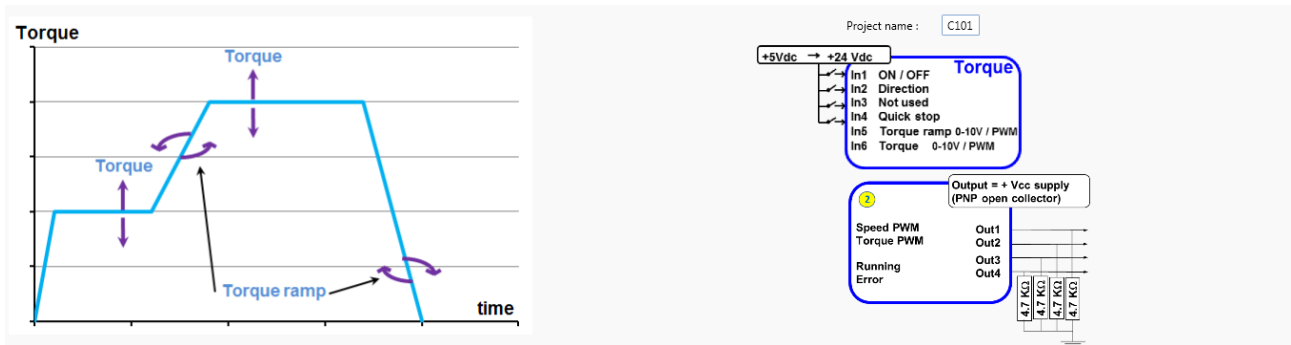 Torque
Torque
Torque
Torque ramp
time
Project name : C101
+5Vdc → +24 Vdc
Torque
In1 ON / OFF
In2 Direction
In3 Not used
In4 Quick stop
In5 Torque ramp 0-10V / PWM
In6 Torque 0-10V / PWM
Output = + Vcc supply
(PNP open collector)
2
Speed PWM Out1
Torque PWM Out2
Running Out3
Error Out4
4.7 KΩ
4.7 KΩ
4.7 KΩ
4.7 KΩ